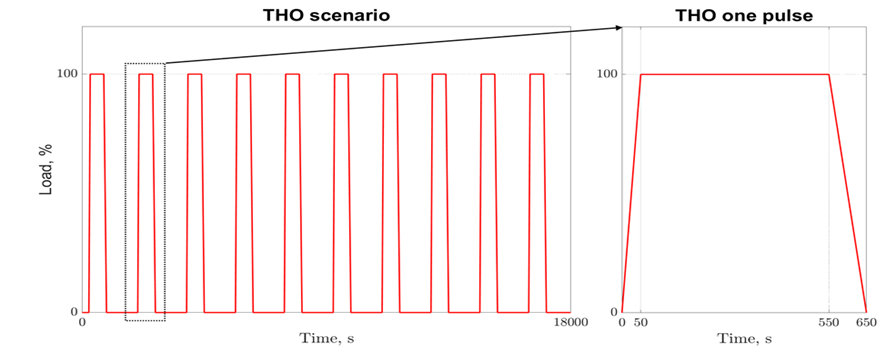 THO scenario
100
Load, %
0
0
18000
Time, s
THO one pulse
100
0
0 50 550 650
Time, s